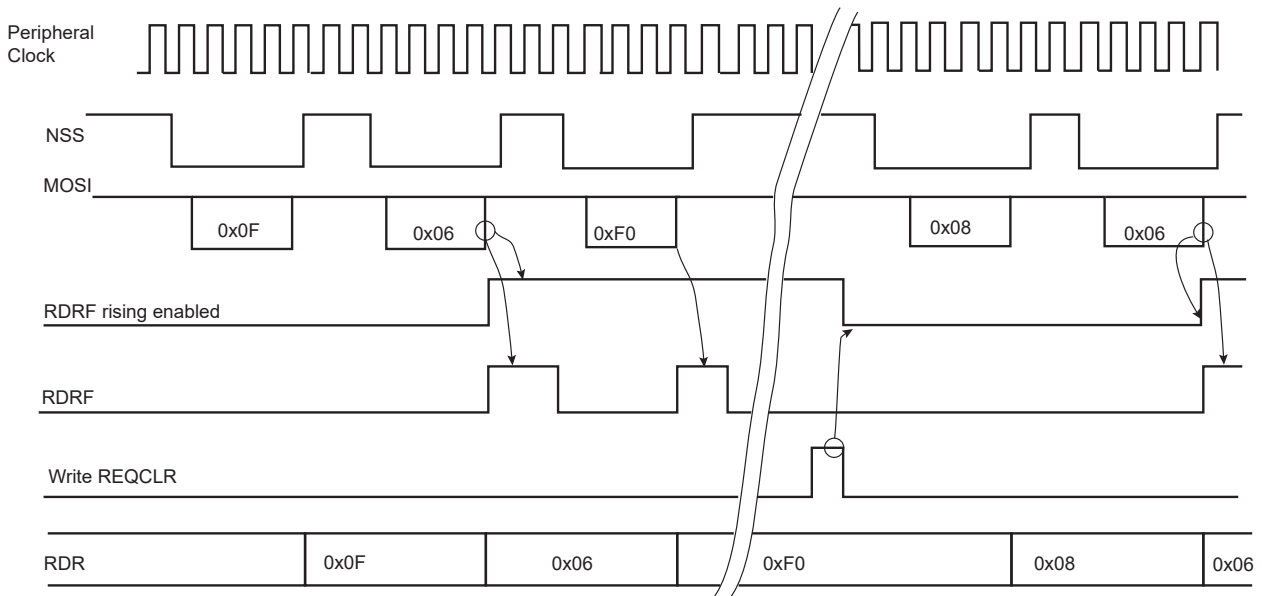 Peripheral
Clock
NSS
MOSI
0x0F
0x06
0xF0
0x08
0x06
RDRF rising enabled
RDRF
Write REQCLR
RDR
0x0F
0x06
0xF0
0x08
0x06